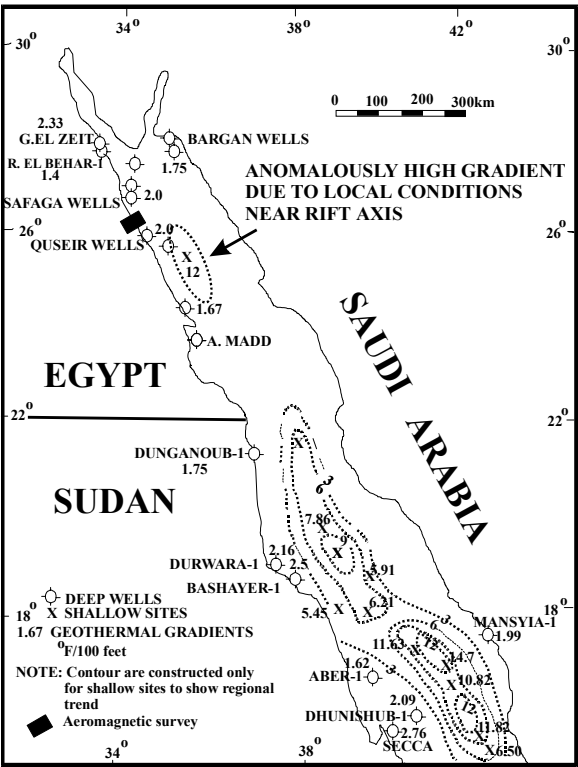 34°
38°
42°
30°
30°
0 100 200 300km
2.33
G.EL ZEIT
BARGAN WELLS
R. EL BEHAR-1
1.4
1.75
ANOMALOUSLY HIGH GRADIENT
DUE TO LOCAL CONDITIONS
NEAR RIFT AXIS
2.0
SAFAGA WELLS
26°
26°
2.0
QUSEIR WELLS
X
12
1.67
A. MADD
SAUDI ARABIA
EGYPT
22°
22°
DUNGANOUB-1
1.75
X
3
6
SUDAN
7.86
X
9
X
2.16
DURWARA-1
2.5
5.91
X
BASHAYER-1
DEEP WELLS
X SHALLOW SITES
18°
18°
5.45
X
6.21
X
6
3
MANSYIA-1
1.99
1.67 GEOTHERMAL GRADIENTS
°F/100 feet
11.63
X
12
14.7
X
NOTE: Contour are constructed only
for shallow sites to show regional
trend
1.62
ABER-1
3
10.82
X
2.09
DHUNISHUB-1
12
Aeromagnetic survey
2.76
SECCA
11.82
X
X6.50
34°
38°
42°